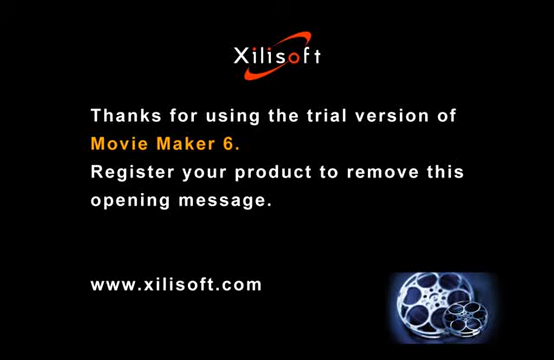 Xilisoft
Thanks for using the trial version of
Movie Maker 6.
Register your product to remove this
opening message.
www.xilisoft.com